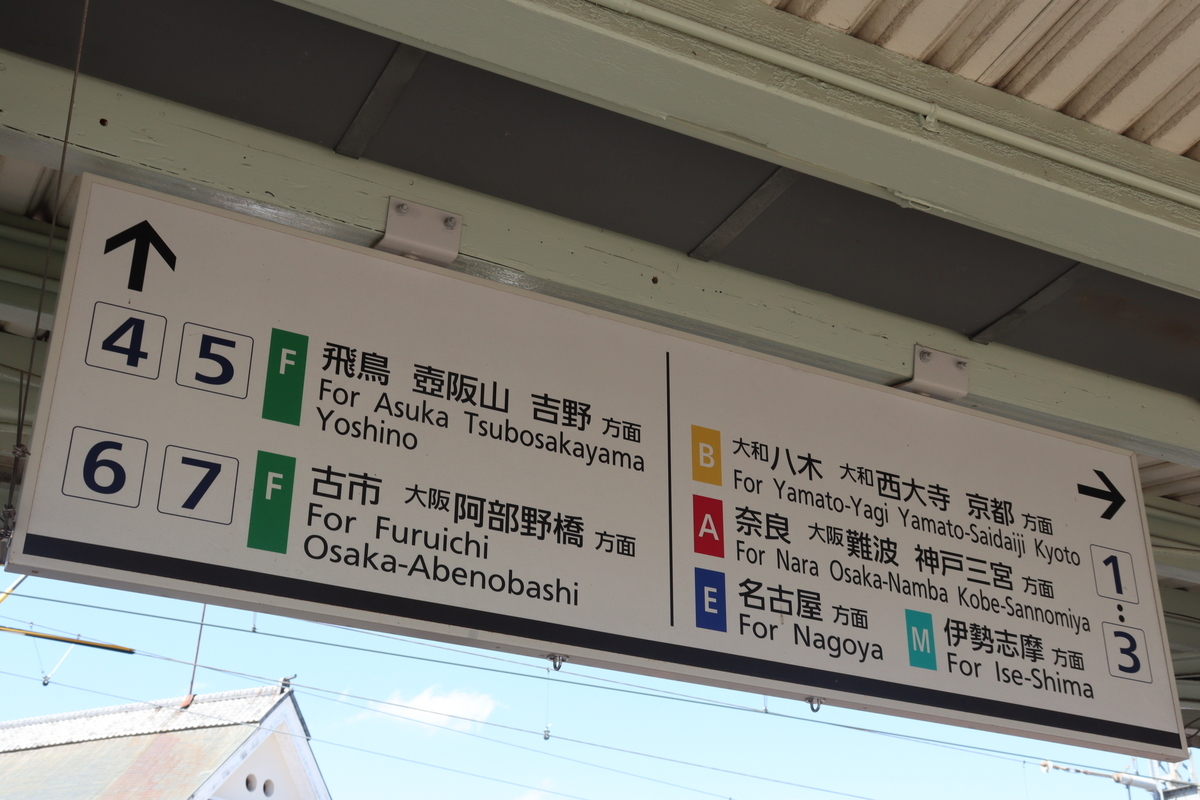 4 5 F 飛鳥 壺阪山 吉野 方面
For Asuka Tsubosakayama
Yoshino
6 7 F 古市 大阪阿部野橋 方面
For Furuichi
Osaka-Abenobashi
B 大和八木 大和西大寺 京都 方面
For Yamato-Yagi Yamato-Saidaiji Kyoto
A 奈良 大阪難波 神戸三宮 方面
For Nara Osaka-Namba Kobe-Sannomiya
E 名古屋 方面 M 伊勢志摩 方面
For Nagoya For Ise-Shima
1
3